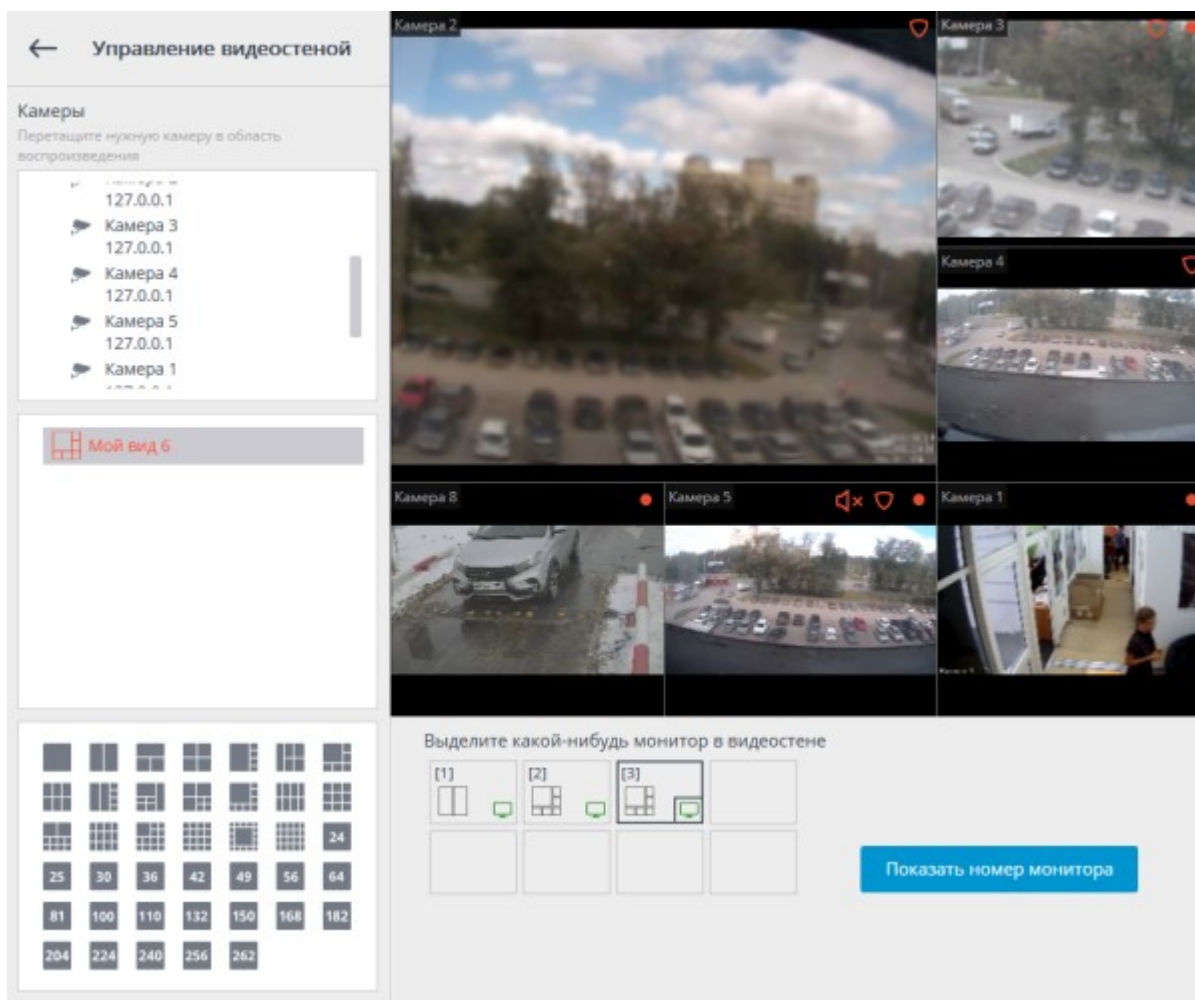 Управление видеостеной
Камеры
Перетащите нужную камеру в область
воспроизведения
127.0.0.1
Камера 3
127.0.0.1
Камера 4
127.0.0.1
Камера 5
127.0.0.1
Камера 1
Мой вид 6
24
25 30 36 42 49 56 64
81 100 110 132 150 168 182
204 224 240 256 262
Камера 2
Камера 3
Камера 4
Камера 8
Камера 5
Камера 1
Выделите какой-нибудь монитор в видеостене
[1] [2] [3]
Показать номер монитора